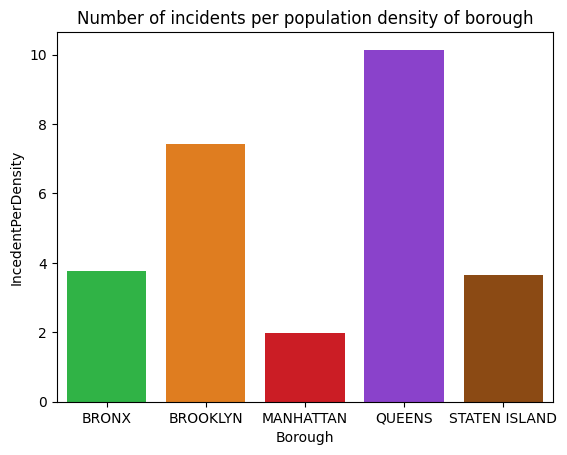 Number of incidents per population density of borough
IncedentPerDensity
10
8
6
4
2
0
BRONX BROOKLYN MANHATTAN QUEENS STATEN ISLAND
Borough